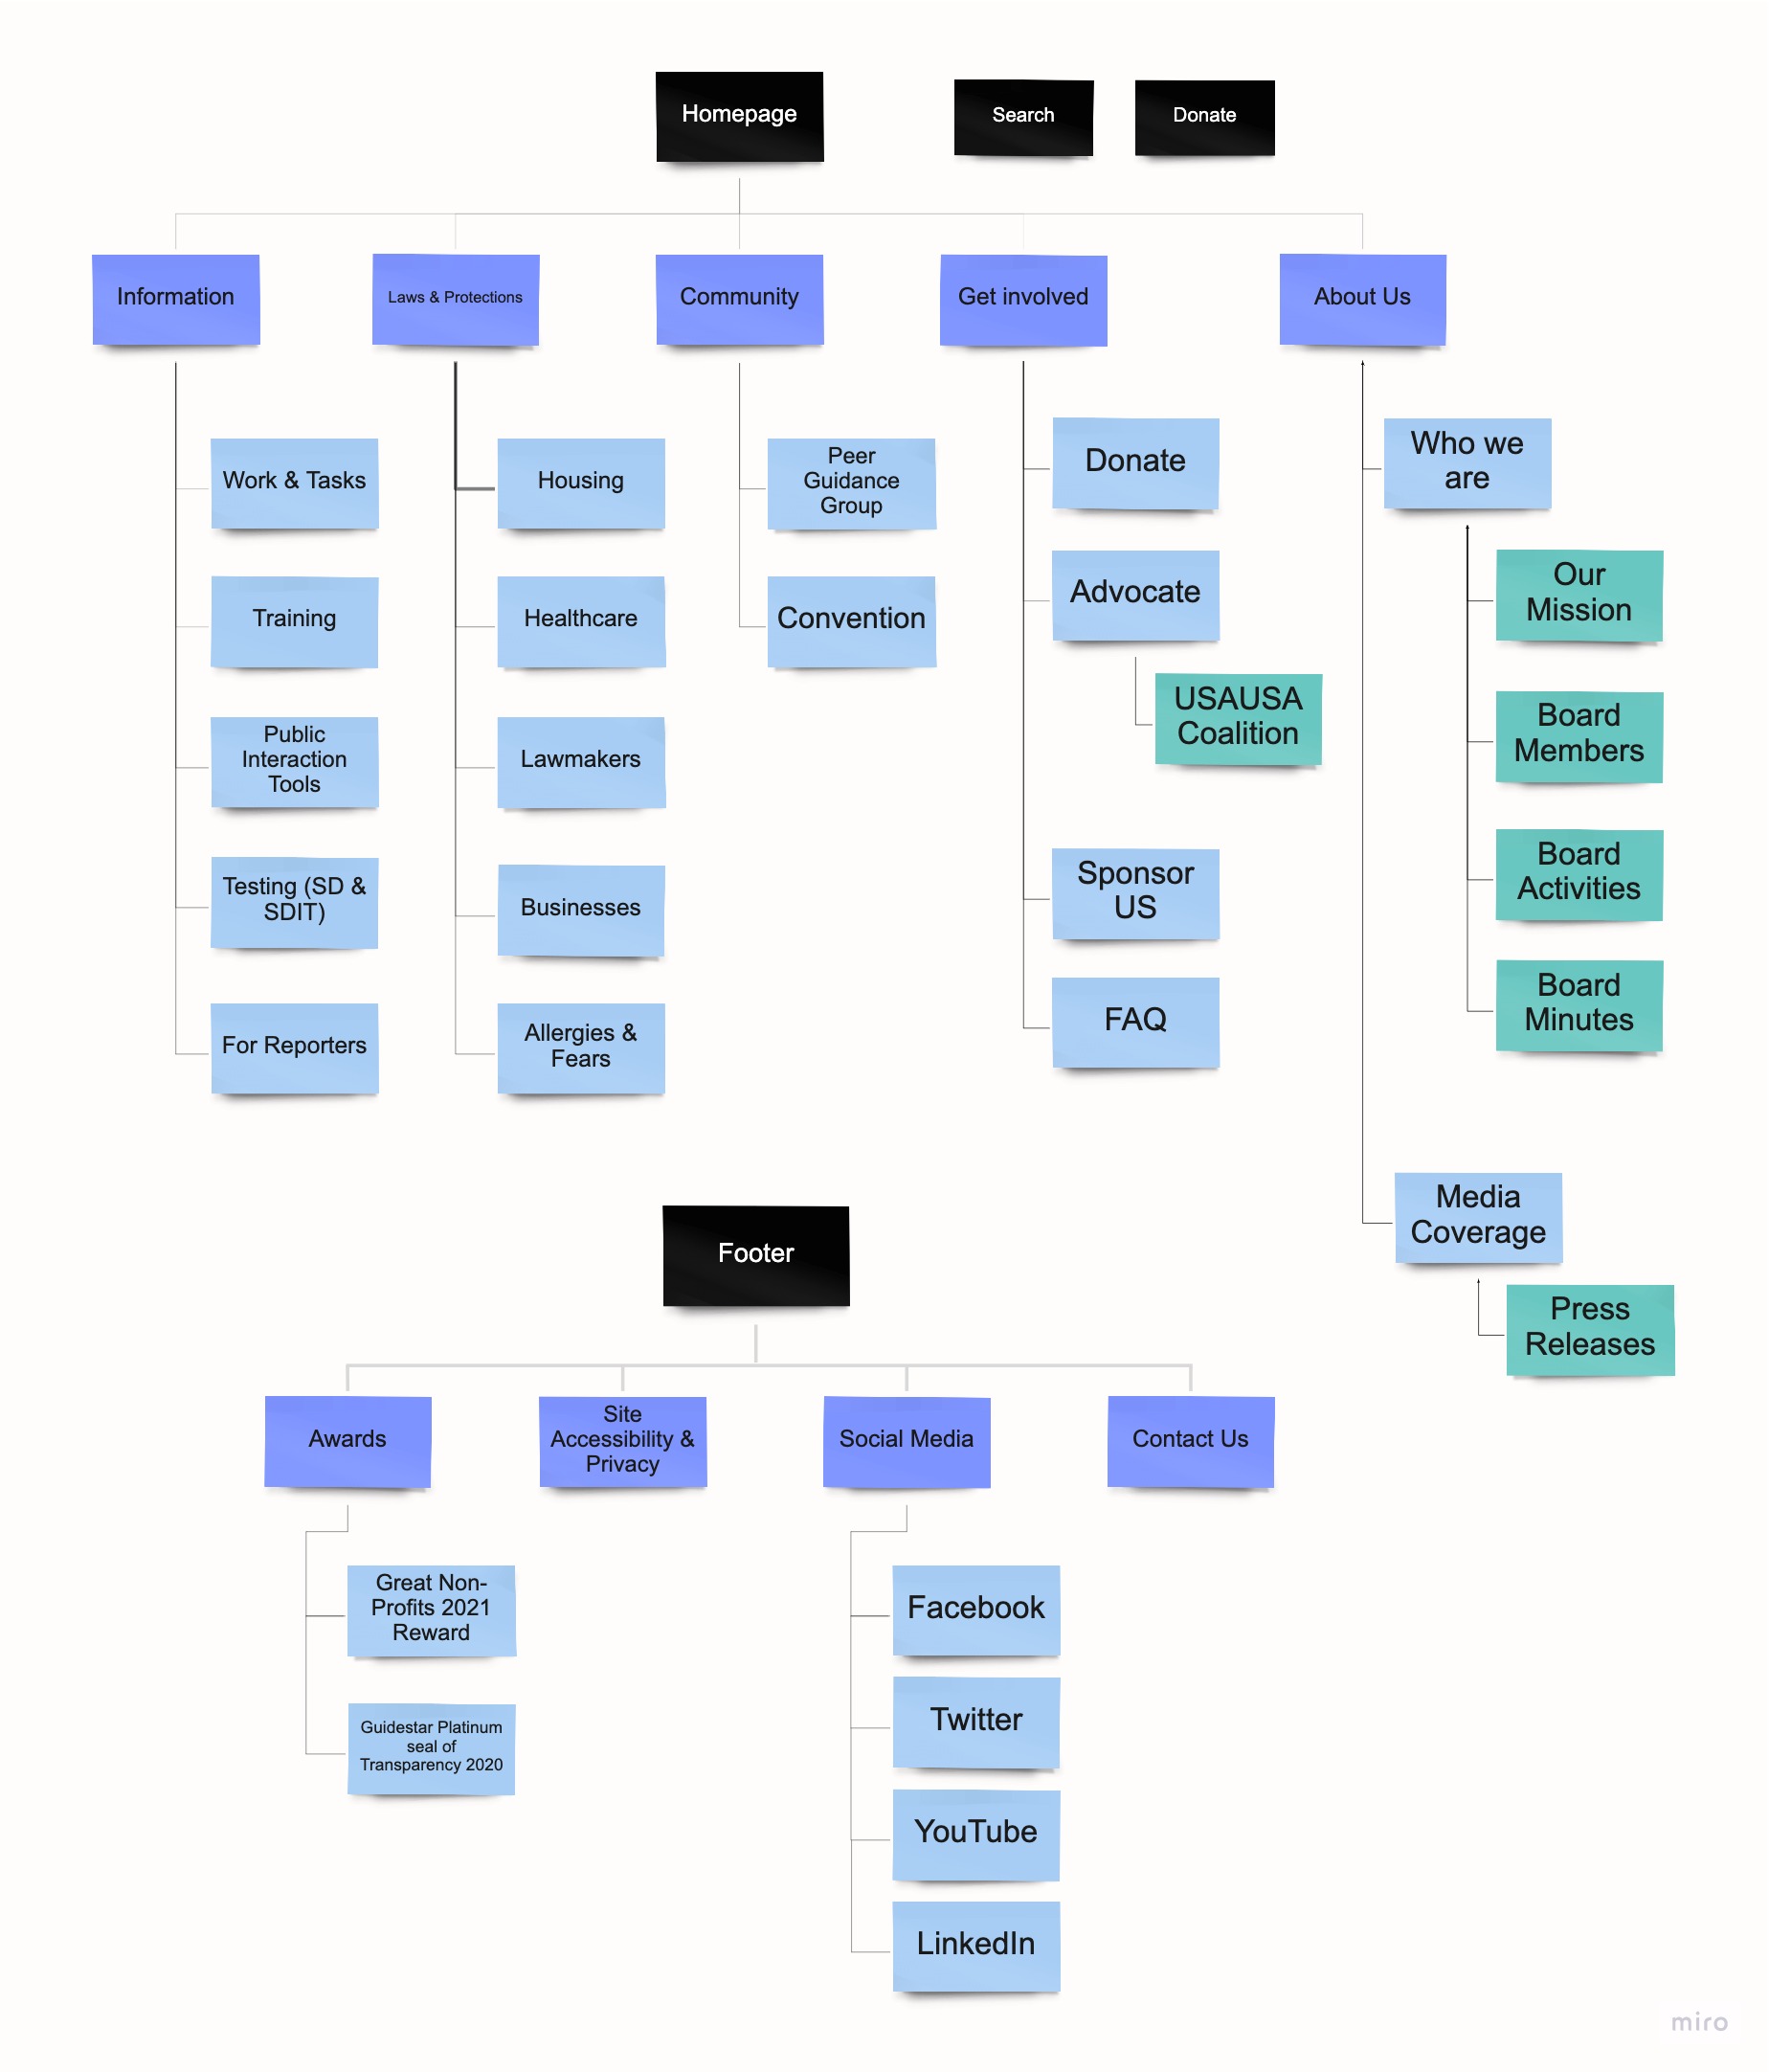 Homepage
Search
Donate
Information
Laws & Protections
Community
Get involved
About Us
Work & Tasks
Training
Public
Interaction
Tools
Testing (SD &
SDIT)
For Reporters
Housing
Healthcare
Lawmakers
Businesses
Allergies &
Fears
Peer
Guidance
Group
Convention
Donate
Advocate
USAUSA
Coalition
Sponsor
US
FAQ
Who we
are
Our
Mission
Board
Members
Board
Activities
Board
Minutes
Media
Coverage
Press
Releases
Footer
Awards
Site
Accessibility &
Privacy
Social Media
Contact Us
Great Non-
Profits 2021
Reward
Guidestar Platinum
seal of
Transparency 2020
Facebook
Twitter
YouTube
LinkedIn
miro